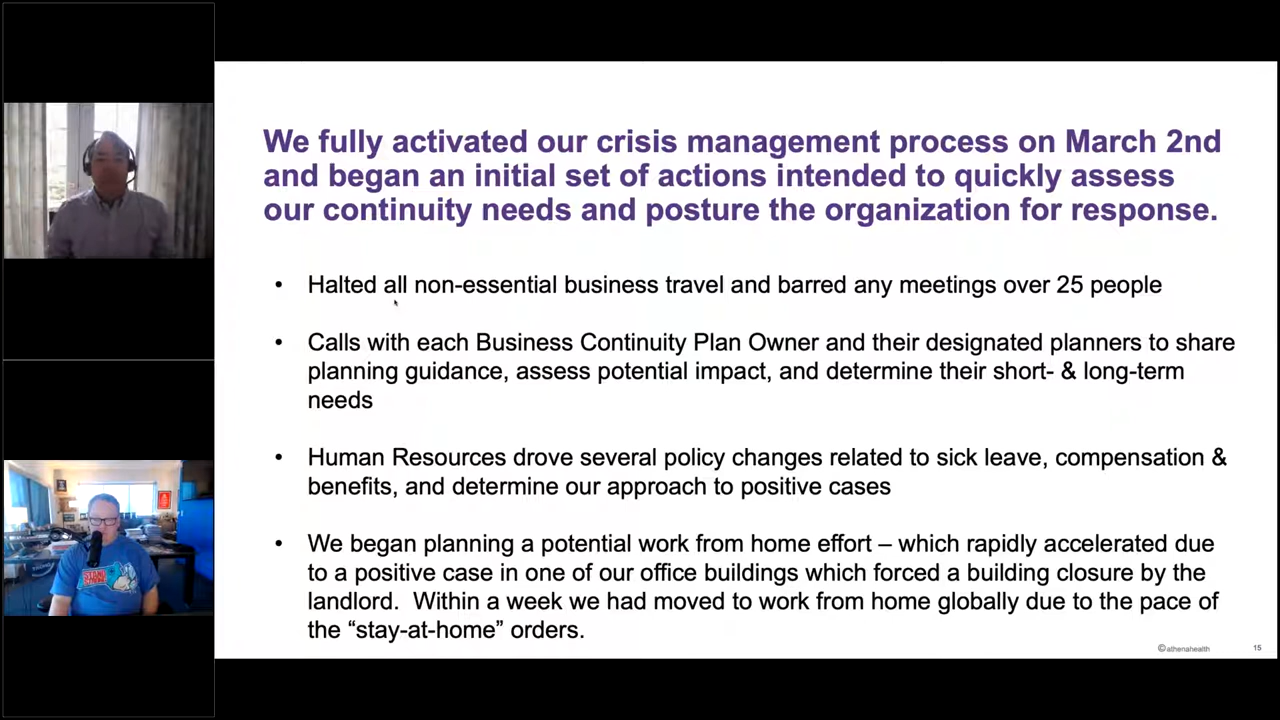 We fully activated our crisis management process on March 2nd
and began an initial set of actions intended to quickly assess
our continuity needs and posture the organization for response.
• Halted all non-essential business travel and barred any meetings over 25 people
• Calls with each Business Continuity Plan Owner and their designated planners to share
planning guidance, assess potential impact, and determine their short- & long-term
needs
• Human Resources drove several policy changes related to sick leave, compensation &
benefits, and determine our approach to positive cases
• We began planning a potential work from home effort – which rapidly accelerated due
to a positive case in one of our office buildings which forced a building closure by the
landlord.  Within a week we had moved to work from home globally due to the pace of
the “stay-at-home” orders.
©athenahealth
15